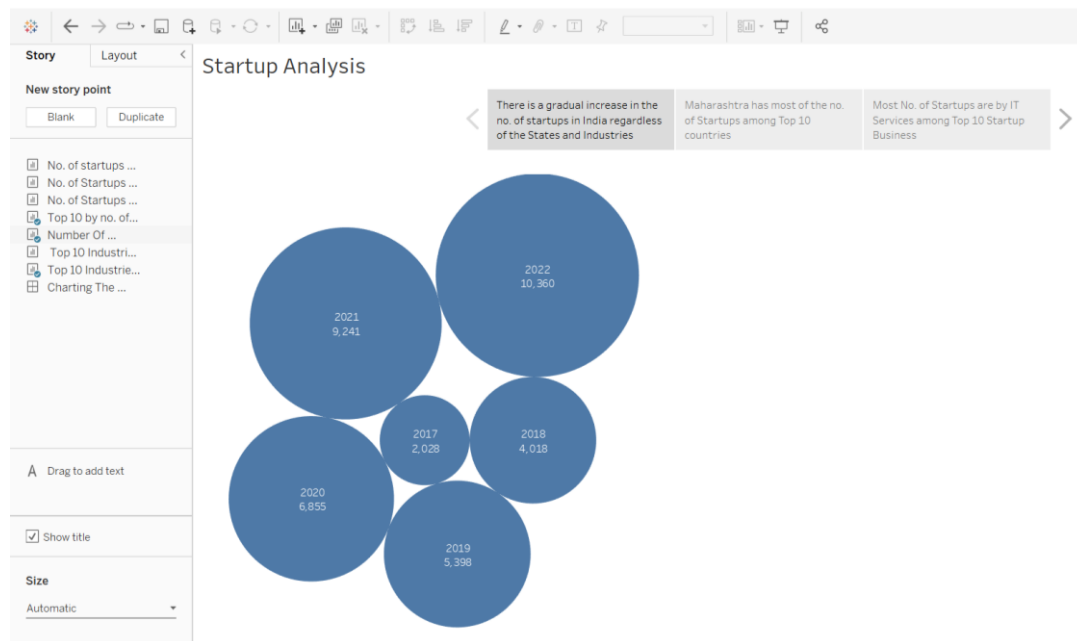 Story
Layout
New story point
Blank
Duplicate
No. of startups ...
No. of Startups ...
No. of Startups ...
Top 10 by no. of...
Number Of ...
Top 10 Industri...
Top 10 Industrie...
Charting The ...
A Drag to add text
Show title
Size
Automatic
Startup Analysis
There is a gradual increase in the
no. of startups in India regardless
of the States and Industries
Maharashtra has most of the no.
of Startups among Top 10
countries
Most No. of Startups are by IT
Services among Top 10 Startup
Business
2022
10,360
2021
9,241
2017
2,028
2018
4,018
2020
6,855
2019
5,398